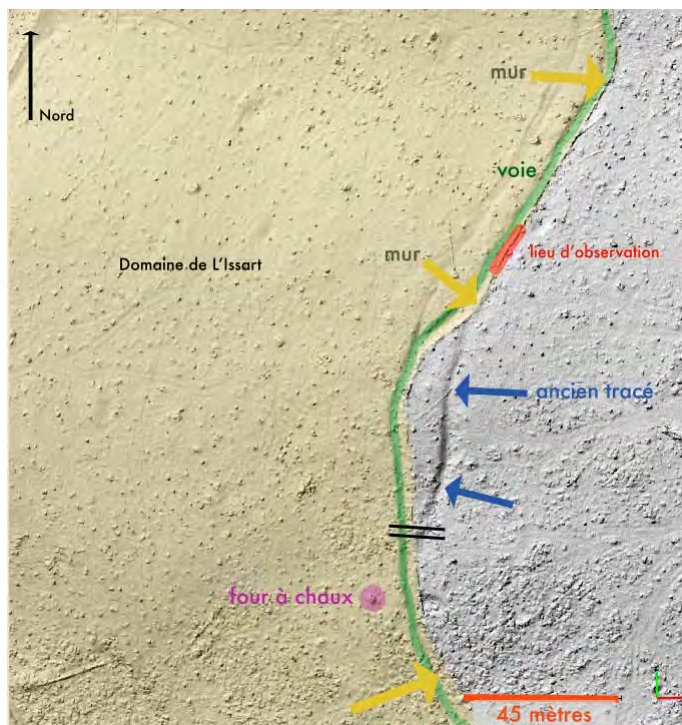 mur
Nord
voie
mur
Domaine de L'Issart
lieu d'observation
ancien tracé
four à chaux
45 mètres